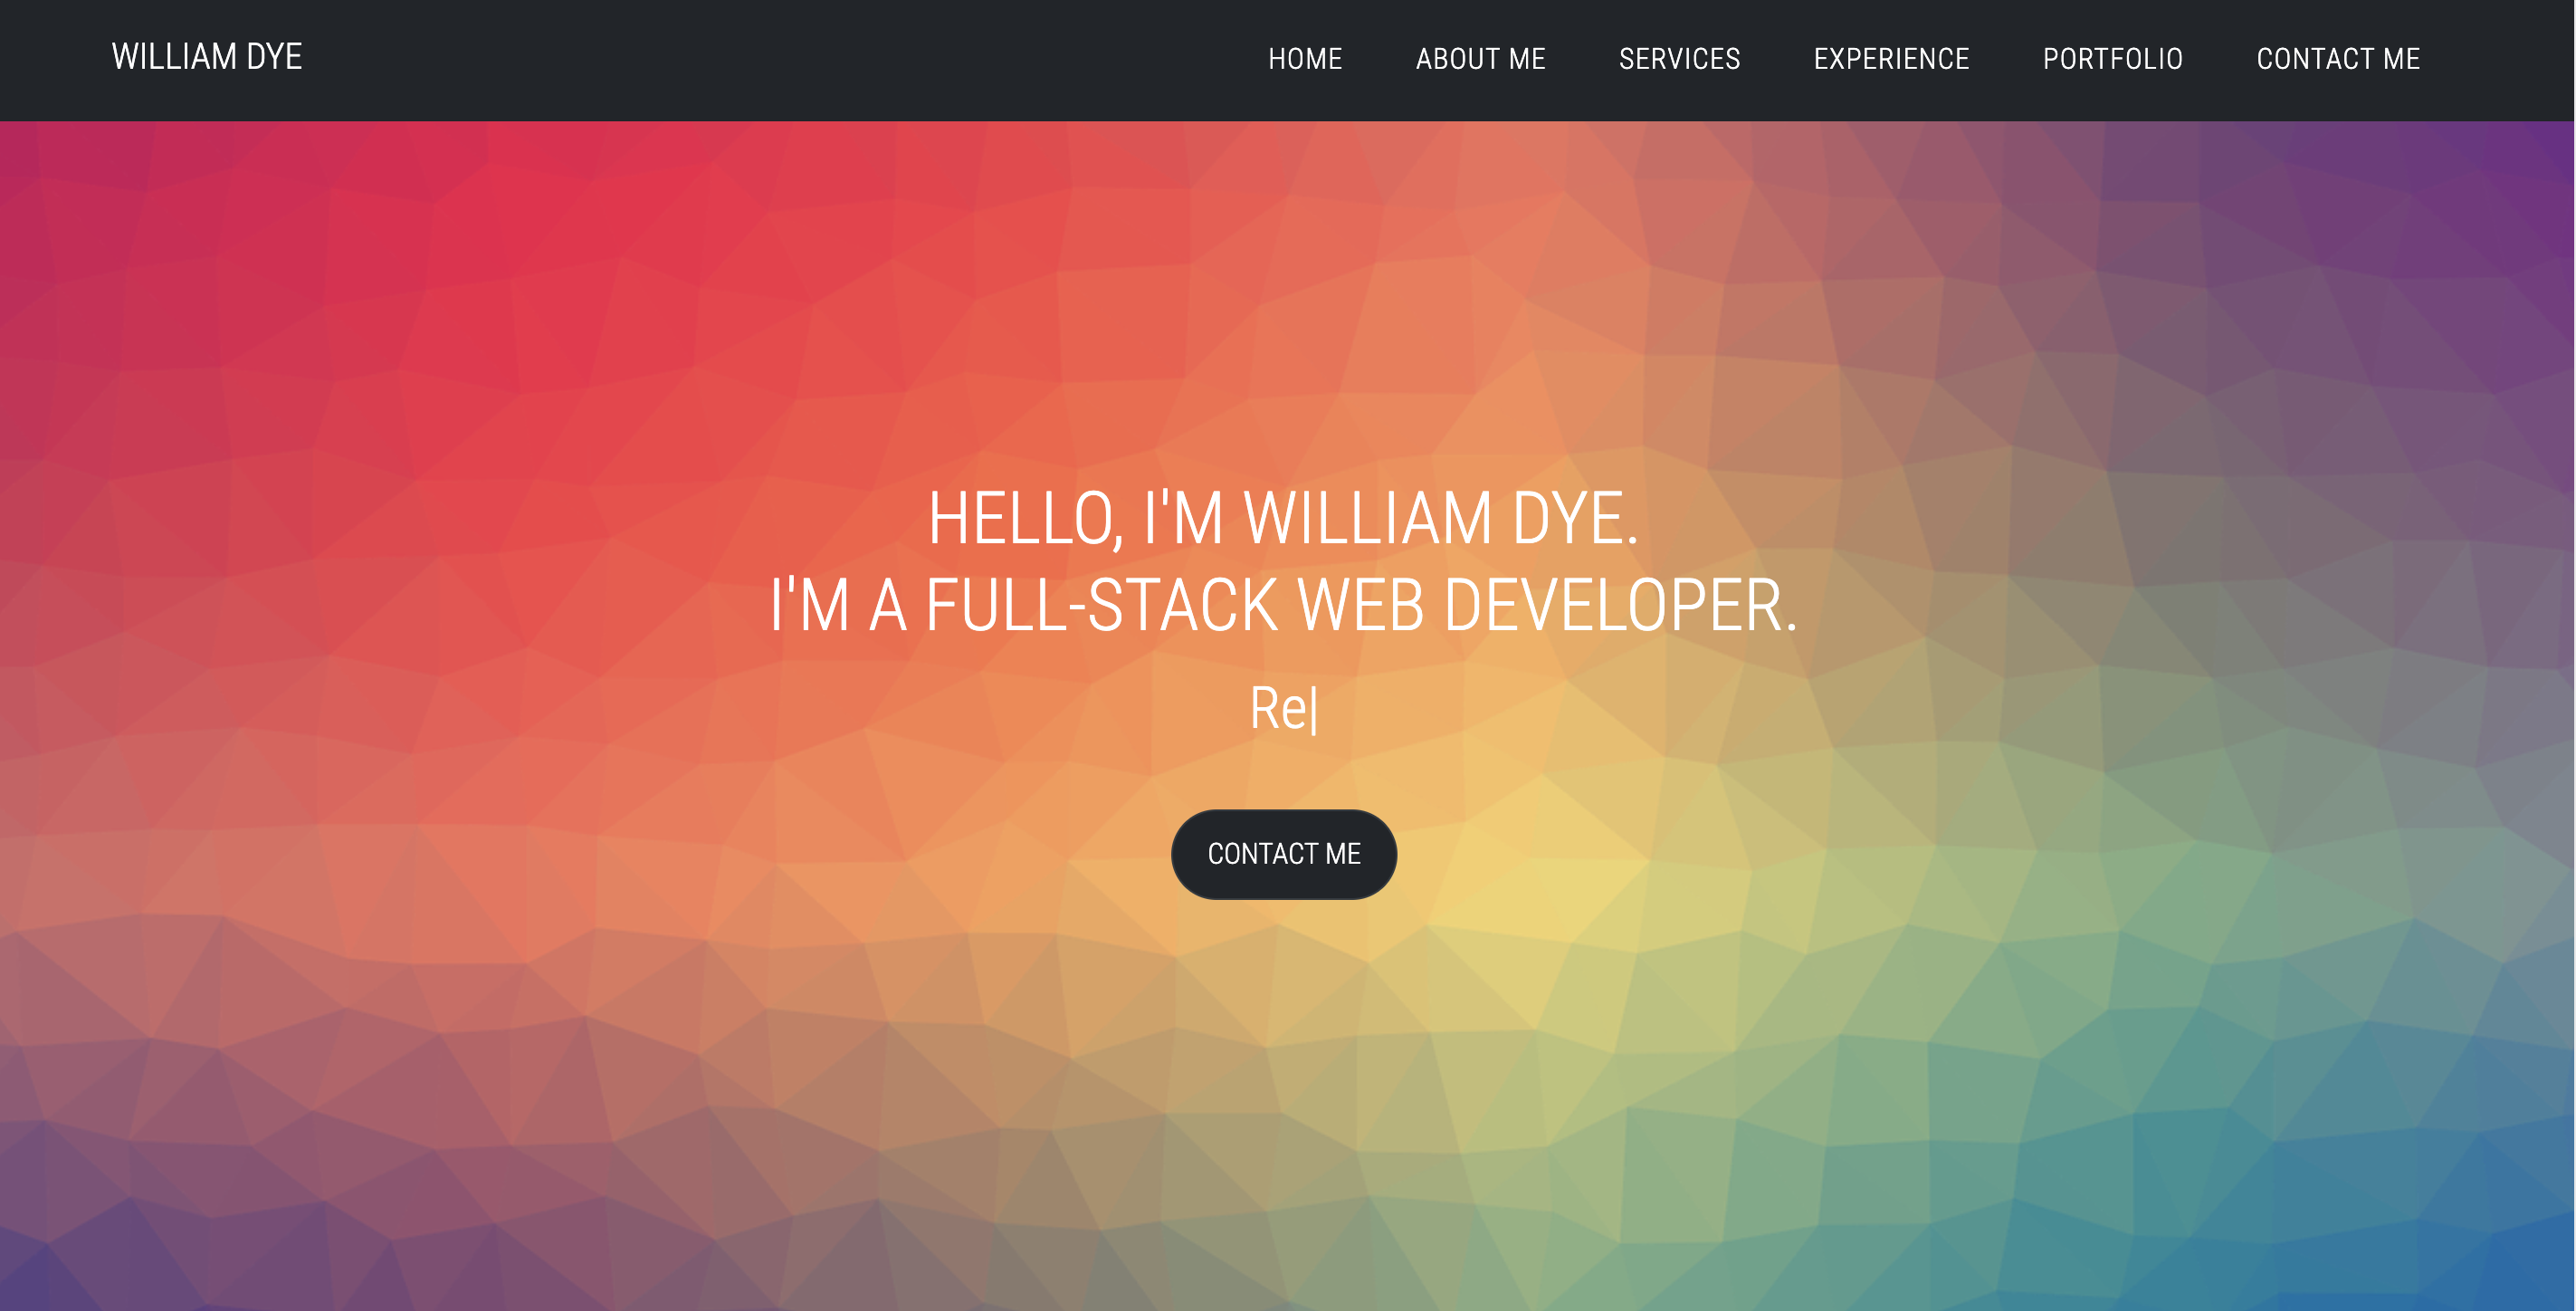 WILLIAM DYE
HOME ABOUT ME SERVICES EXPERIENCE PORTFOLIO CONTACT ME
HELLO, I'M WILLIAM DYE.
I'M A FULL-STACK WEB DEVELOPER.
Re|
CONTACT ME